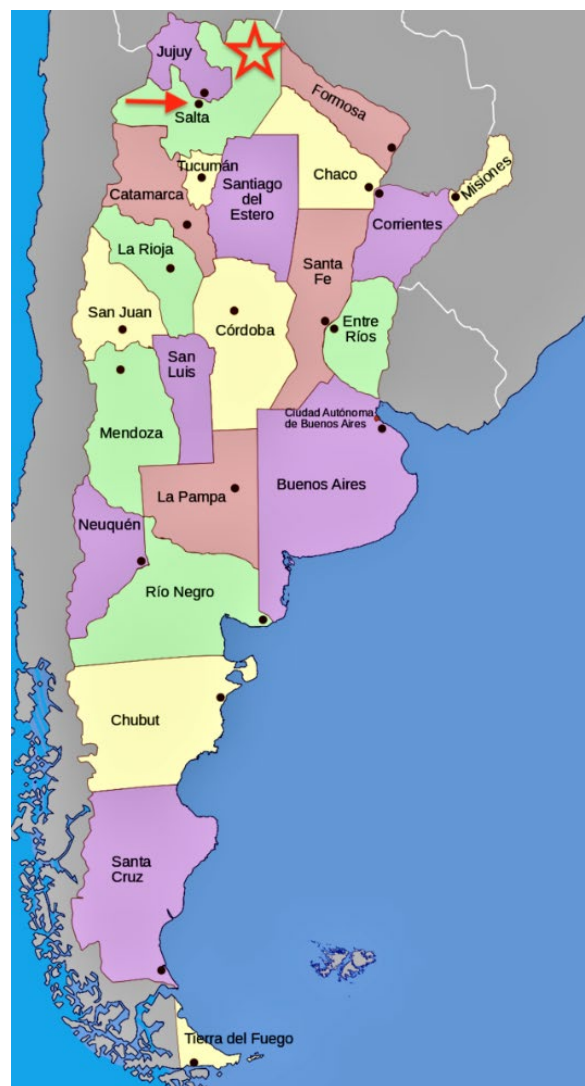 Jujuy
Formosa
Salta
Tucumán
Chaco
Misiones
Catamarca
Santiago
del
Estero
Corrientes
La Rioja
Santa
Fe
San Juan
Córdoba
Entre
Ríos
San
Luis
Ciudad Autónoma
de Buenos Aires
Mendoza
Buenos Aires
La Pampa
Neuquén
Río Negro
Chubut
Santa
Cruz
Tierra del Fuego